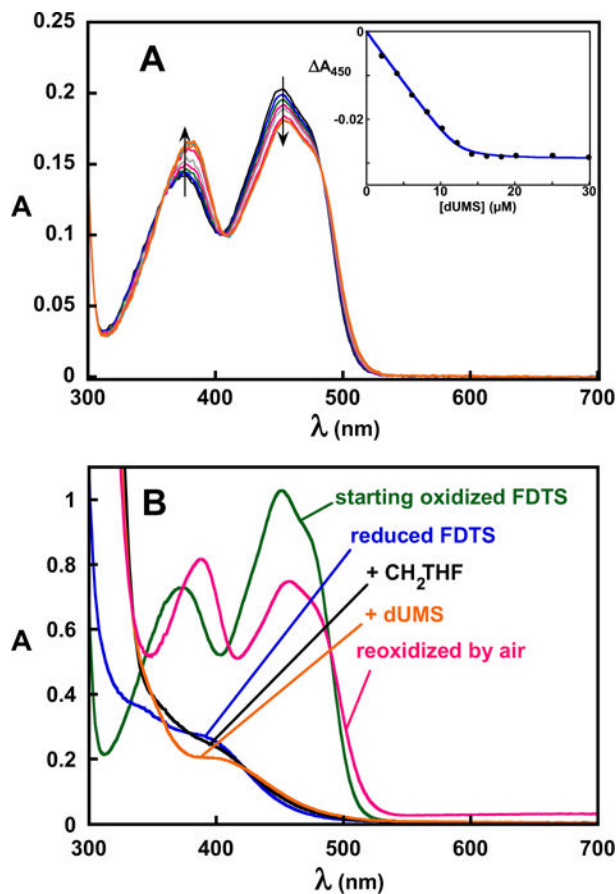 A
0.25
0.20
0.15
0.1
0.05
0
A
300
400
500
600
700
λ (nm)
0
ΔA450
-0.02
0
10
20
30
[dUMS] (μM)
B
1
0.8
0.6
0.4
0.2
0
A
starting oxidized FDTS
reduced FDTS
+ CH2THF
+ dUMS
reoxidized by air
300
400
500
600
700
λ (nm)